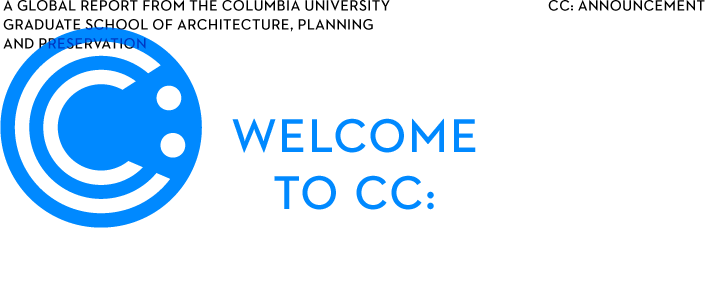 A GLOBAL REPORT FROM THE COLUMBIA UNIVERSITY
GRADUATE SCHOOL OF ARCHITECTURE, PLANNING
AND PRESERVATION
CC: ANNOUNCEMENT
WELCOME
TO CC: